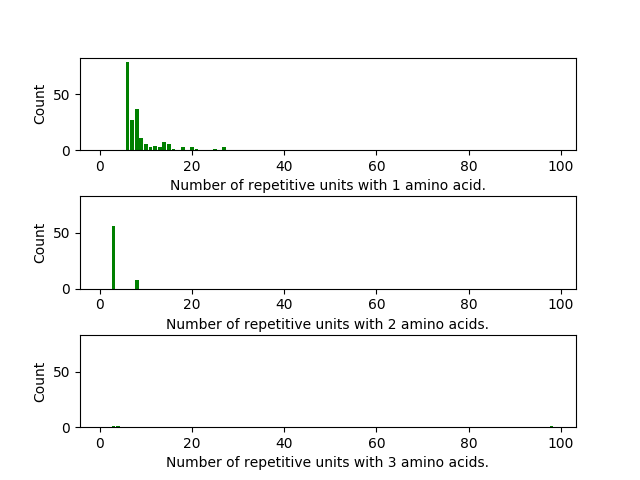 Count
50
0
0 20 40 60 80 100
Number of repetitive units with 1 amino acid.
Count
50
0
0 20 40 60 80 100
Number of repetitive units with 2 amino acids.
Count
50
0
0 20 40 60 80 100
Number of repetitive units with 3 amino acids.